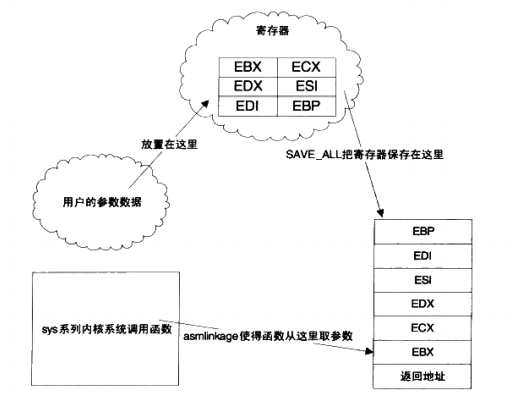 寄存器
EBX ECX
EDX ESI
EDI EBP
放置在这里
SAVE_ALL把寄存器保存在这里
用户的参数数据
EBP
EDI
ESI
EDX
ECX
EBX
返回地址
sys系列内核系统调用函数
asmlinkage使得函数从这里取参数